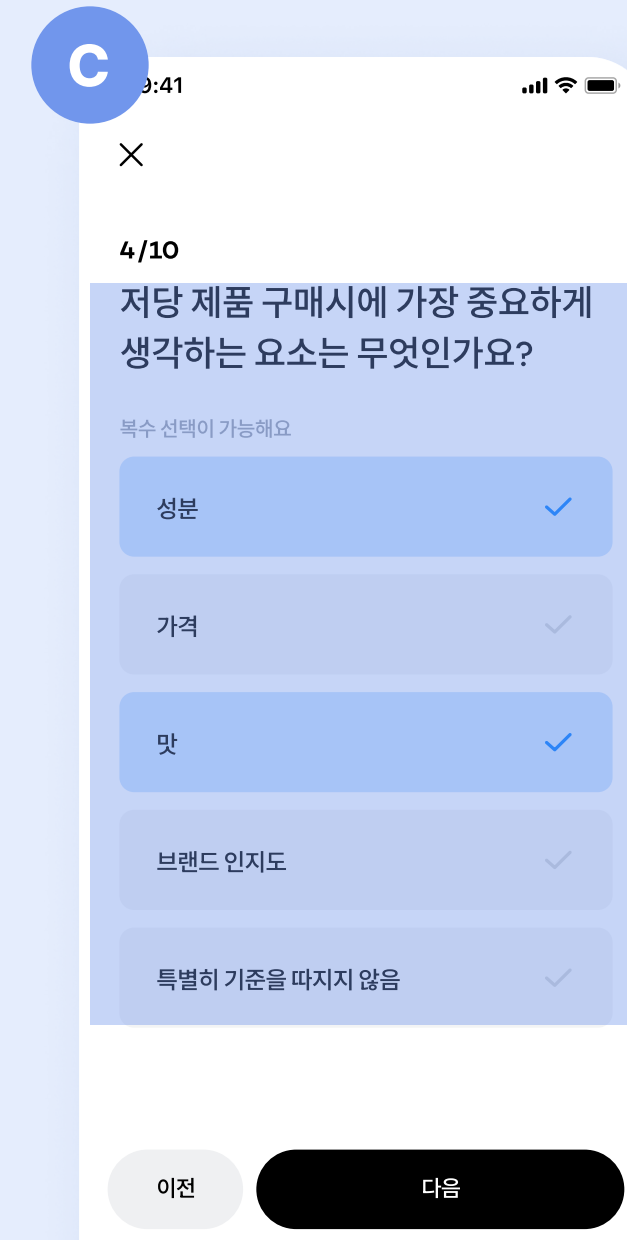 C
9:41
4/10
저당 제품 구매시에 가장 중요하게
생각하는 요소는 무엇인가요?
복수 선택이 가능해요
성분
가격
맛
브랜드 인지도
특별히 기준을 따지지 않음
이전
다음